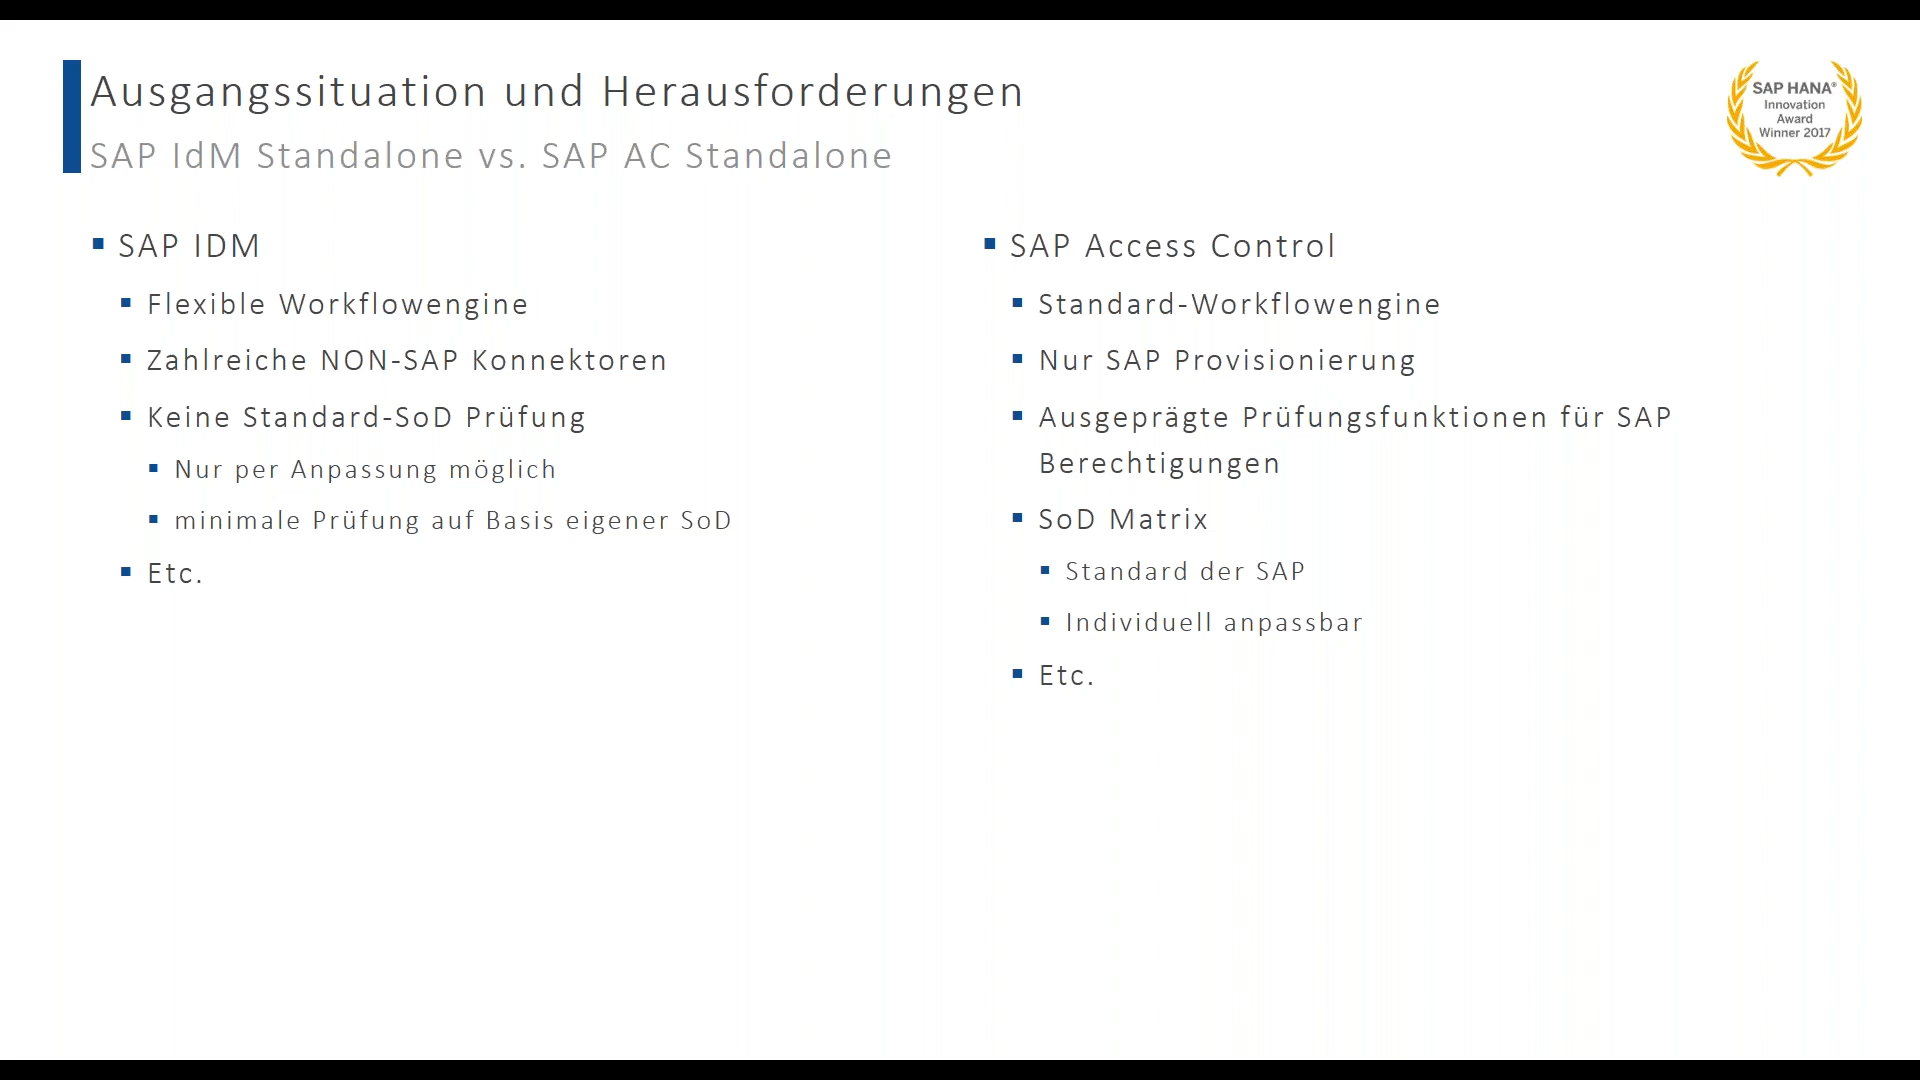 Ausgangssituation und Herausforderungen
SAP IdM Standalone vs. SAP AC Standalone
SAP HANA®
Innovation
Award
Winner 2017
SAP IDM
Flexible Workflowengine
Zahlreiche NON-SAP Konnektoren
Keine Standard-SoD Prüfung
Nur per Anpassung möglich
minimale Prüfung auf Basis eigener SoD
Etc.
SAP Access Control
Standard-Workflowengine
Nur SAP Provisionierung
Ausgeprägte Prüfungsfunktionen für SAP
Berechtigungen
SoD Matrix
Standard der SAP
Individuell anpassbar
Etc.